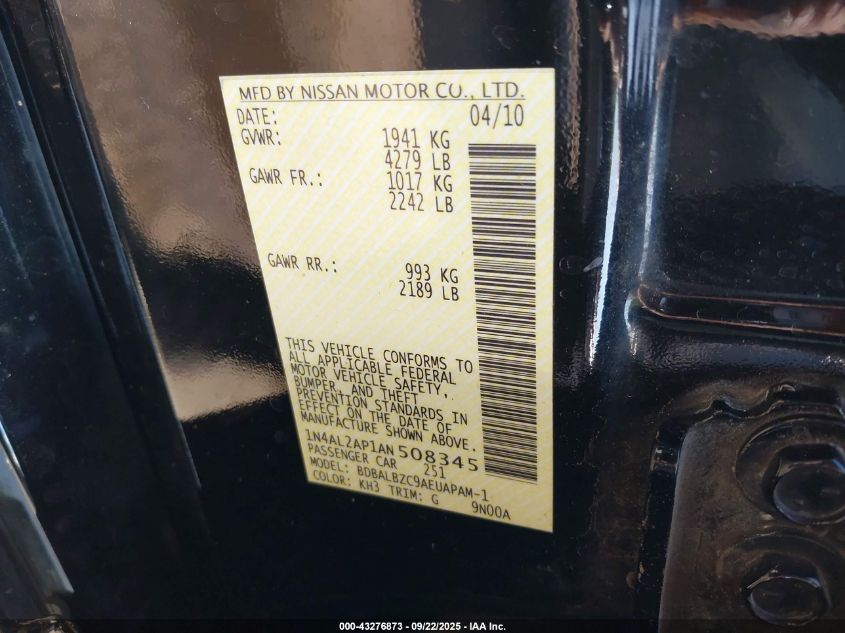 MFD BY NISSAN MOTOR CO., LTD.
DATE: 04/10
GVWR: 1941 KG
4279 LB
GAWR FR.: 1017 KG
2242 LB
GAWR RR.: 993 KG
2189 LB
THIS VEHICLE CONFORMS TO
ALL APPLICABLE FEDERAL
MOTOR VEHICLE SAFETY,
BUMPER, AND THEFT
PREVENTION STANDARDS IN
EFFECT ON THE DATE OF
MANUFACTURE SHOWN ABOVE.
1N4AL2AP1AN508345
PASSENGER CAR 251
MODEL: BDBALBZC9AEUAPAM-1
COLOR: KH3 TRIM: G 9N00A
000-43276873 - 09/22/2025 - IAA Inc.